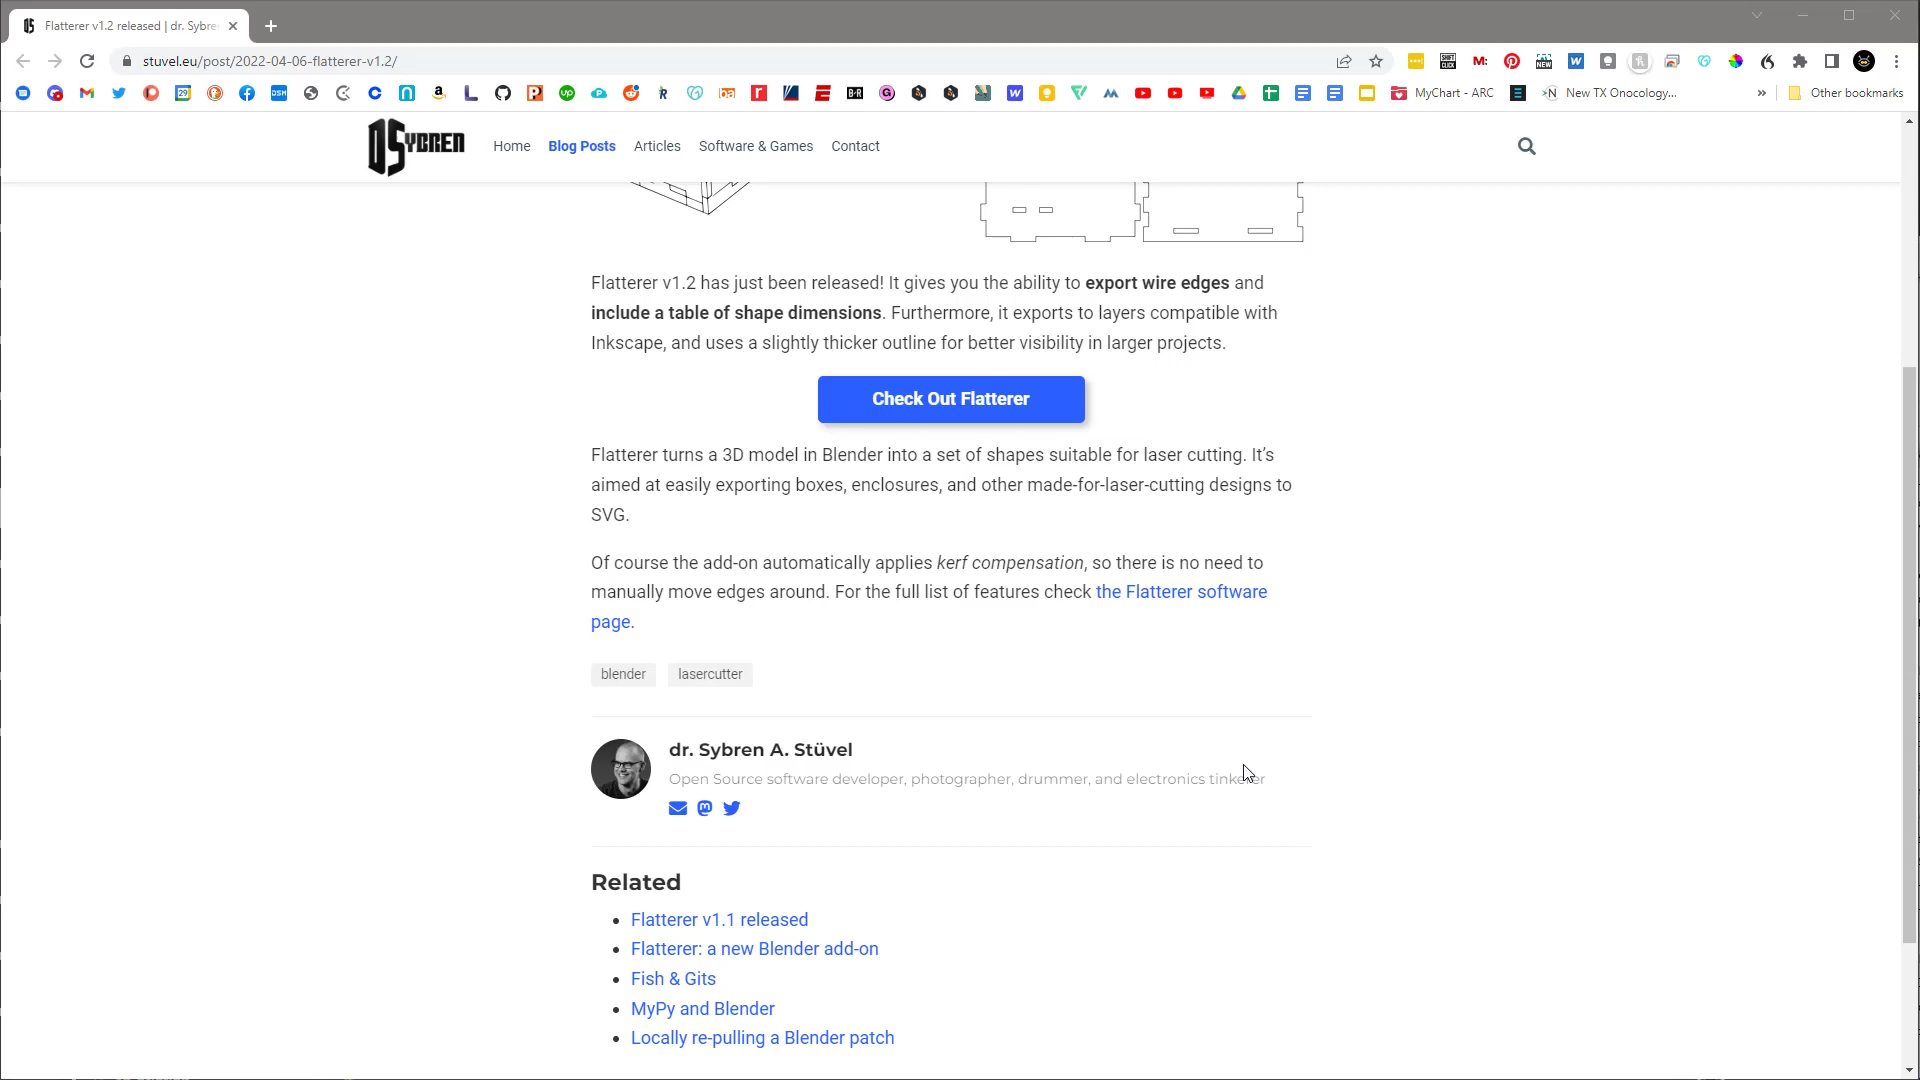 Flatterer v1.2 released | dr. Sybre
stuvel.eu/post/2022-04-06-flatterer-v1.2/
MyChart - ARC
New TX Onocology...
Other bookmarks
SYBREN
Home
Blog Posts
Articles
Software & Games
Contact
Flatterer v1.2 has just been released! It gives you the ability to export wire edges and
include a table of shape dimensions. Furthermore, it exports to layers compatible with
Inkscape, and uses a slightly thicker outline for better visibility in larger projects.
Check Out Flatterer
Flatterer turns a 3D model in Blender into a set of shapes suitable for laser cutting. It’s
aimed at easily exporting boxes, enclosures, and other made-for-laser-cutting designs to
SVG.
Of course the add-on automatically applies kerf compensation, so there is no need to
manually move edges around. For the full list of features check the Flatterer software
page.
blender
lasercutter
dr. Sybren A. Stüvel
Open Source software developer, photographer, drummer, and electronics tinkerer
Related
Flatterer v1.1 released
Flatterer: a new Blender add-on
Fish & Gits
MyPy and Blender
Locally re-pulling a Blender patch